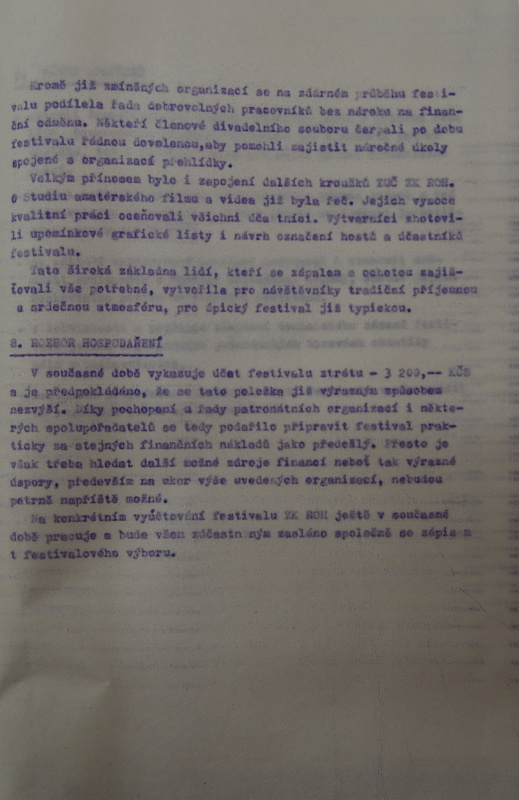 Kromě již zmíněných organizací se na zdárném průběhu festi-
valu podílela řada dobrovolných pracovníků bez nároku na finan-
ční odměnu. Někteří členové divadelního souboru čerpali po dobu
festivalu řádnou dovolenou,aby pomohli zajistit náročné úkoly
spojené s organizací přehlídky.
Velkým přínosem bylo i zapojení dalších kroužků ZUČ ZK ROH.
O Studiu amatérského filmu a videa již byla řeč. Jejich vysoce
kvalitní práci oceňovali všichni účastníci. Výtvarníci zhotovi-
li upomínkové grafické listy i návrh označení hostů a účastníků
festivalu.
Tato široká základna lidí, kteří se zápalem a ochotou zajiš-
ťovali vše potřebné, vytvořila pro návštěvníky tradiční příjemnou
a srdečnou atmosféru, pro úpický festival již typickou.
8. ROZBOR HOSPODAŘENÍ
V současné době vykazuje účet festivalu ztrátu - 3 200,-- KČS
a je předpokládáno, že se tato položka již výrazným způsobem
nezvýší. Díky pochopení u řady patronátních organizací i někte-
rých spolupořadatelů se tedy podařilo připravit festival prak-
ticky za stejných finančních nákladů jako předešlý. Přesto je
však třeba hledat další možné zdroje financí neboť tak výrazné
úspory, především na úkor výše uvedených organizací, nebudou
patrně napříště možné.
Na konkrétním vyúčtování festivalu ZK ROH ještě v současné
době pracuje a bude všem zúčastněným zasláno společně se zápisem
t festivalového výboru.